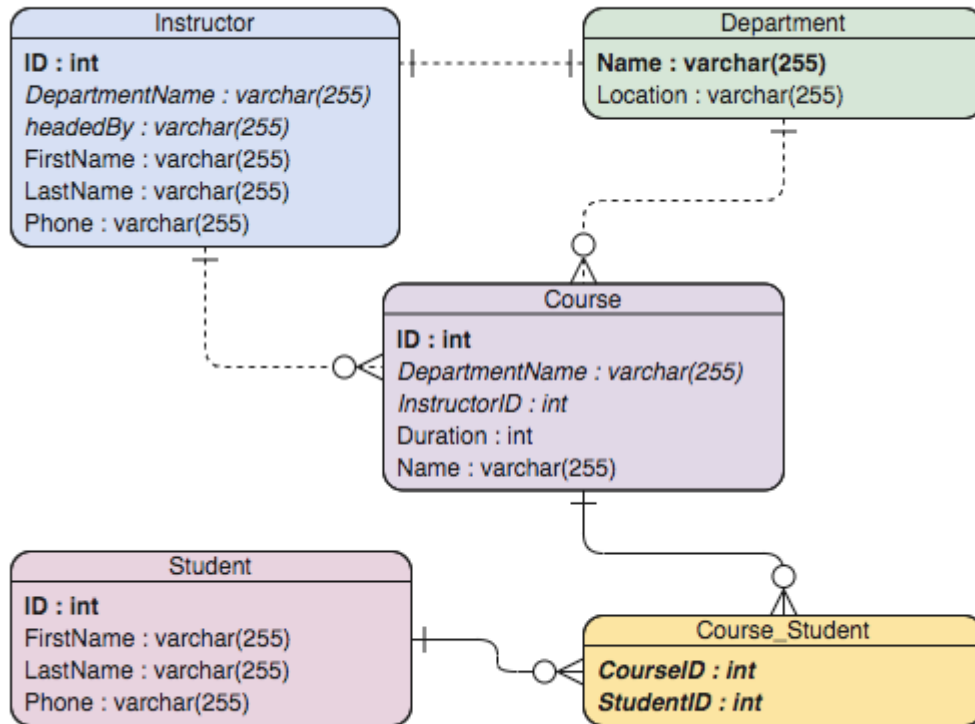 Instructor
ID : int
DepartmentName : varchar(255)
headedBy : varchar(255)
FirstName : varchar(255)
LastName : varchar(255)
Phone : varchar(255)
Department
Name : varchar(255)
Location : varchar(255)
Course
ID : int
DepartmentName : varchar(255)
InstructorID : int
Duration : int
Name : varchar(255)
Student
ID : int
FirstName : varchar(255)
LastName : varchar(255)
Phone : varchar(255)
Course_Student
CourseID : int
StudentID : int